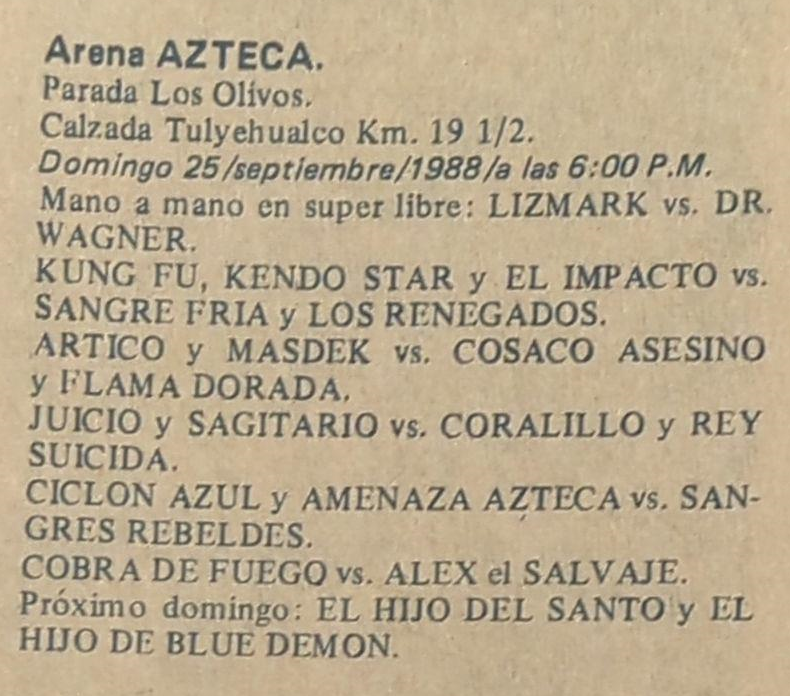 Arena AZTECA.
Parada Los Olivos.
Calzada Tulyehualco Km. 19 1/2.
Domingo 25/septiembre/1988/a las 6:00 P.M.
Mano a mano en super libre: LIZMARK vs. DR.
WAGNER.
KUNG FU, KENDO STAR y EL IMPACTO vs.
SANGRE FRIA y LOS RENEGADOS.
ARTICO y MASDEK vs. COSACO ASESINO
y FLAMA DORADA.
JUICIO y SAGITARIO vs. CORALILLO y REY
SUICIDA.
CICLON AZUL y AMENAZA AZTECA vs. SAN-
GRES REBELDES.
COBRA DE FUEGO vs. ALEX el SALVAJE.
Próximo domingo: EL HIJO DEL SANTO y EL
HIJO DE BLUE DEMON.